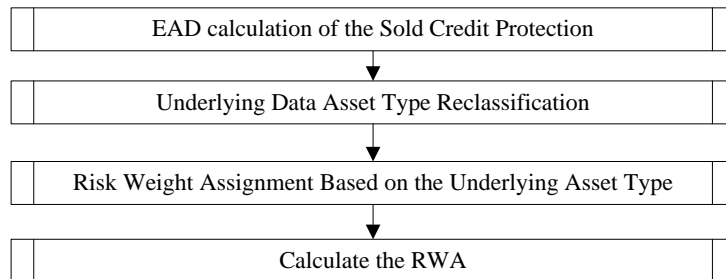 EAD calculation of the Sold Credit Protection
Underlying Data Asset Type Reclassification
Risk Weight Assignment Based on the Underlying Asset Type
Calculate the RWA